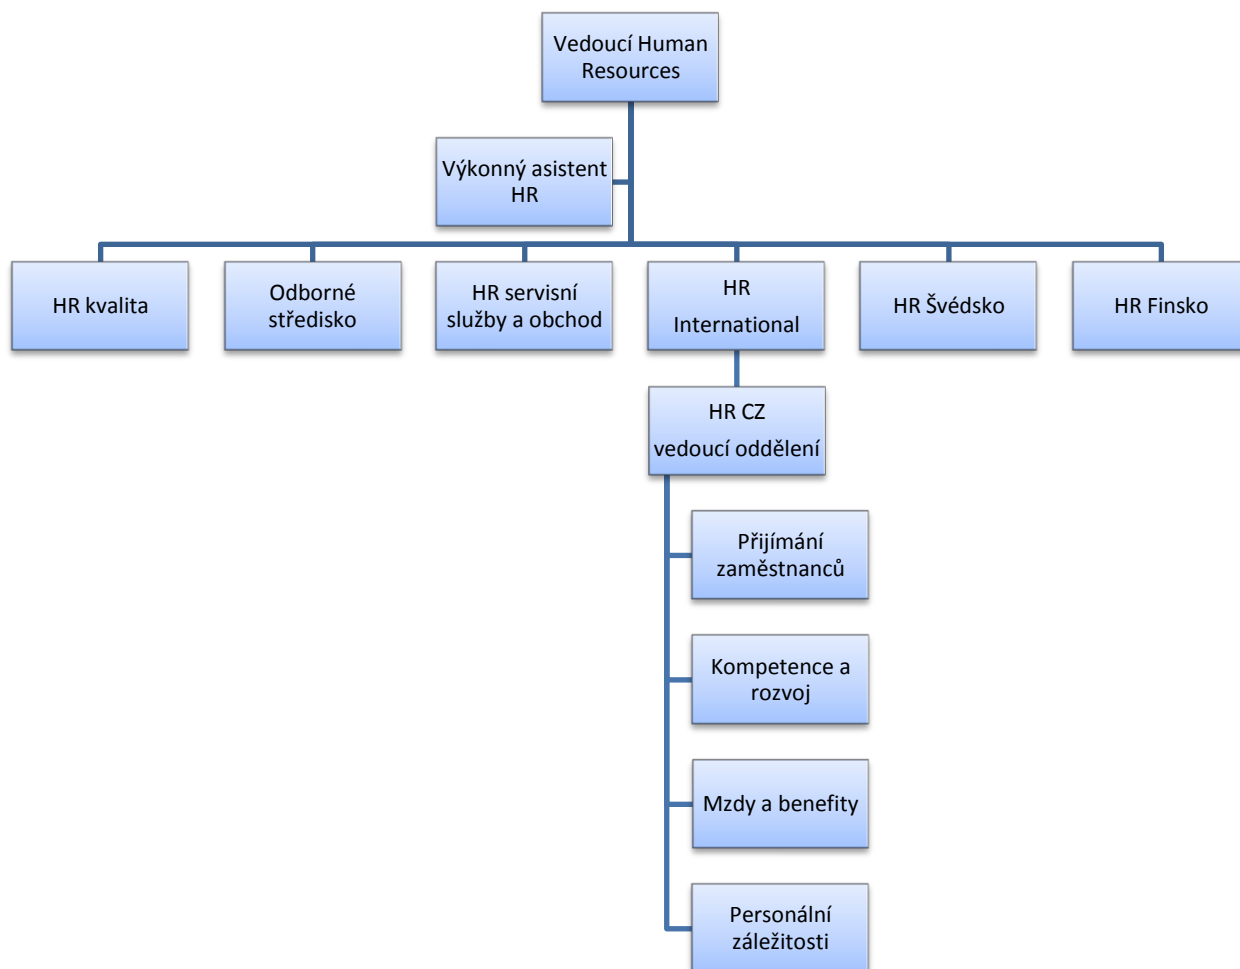 Vedoucí Human
Resources
Výkonný asistent
HR
HR kvalita
Odborné
středisko
HR servisní
služby a obchod
HR
International
HR Švédsko
HR Finsko
HR CZ
vedoucí oddělení
Přijímání
zaměstnanců
Kompetence a
rozvoj
Mzdy a benefity
Personální
záležitosti